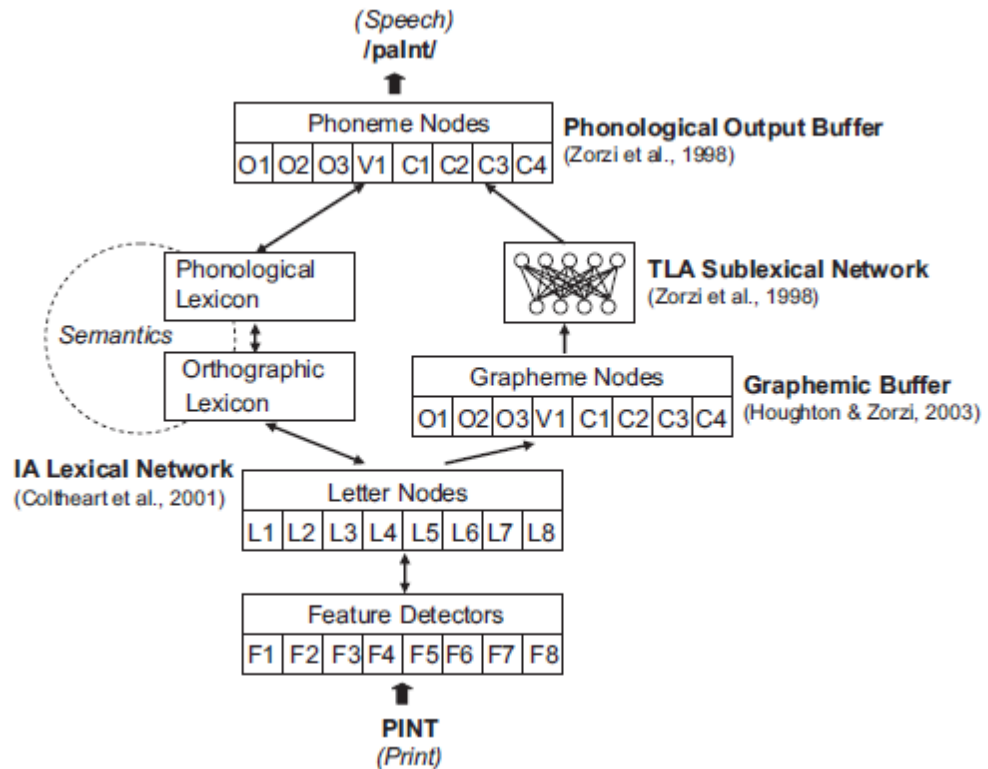 (Speech)
/paInt/
Phoneme Nodes
O1 O2 O3 V1 C1 C2 C3 C4
Phonological Output Buffer
(Zorzi et al., 1998)
Phonological
Lexicon
Semantics
Orthographic
Lexicon
TLA Sublexical Network
(Zorzi et al., 1998)
Grapheme Nodes
O1 O2 O3 V1 C1 C2 C3 C4
Graphemic Buffer
(Houghton & Zorzi, 2003)
IA Lexical Network
(Coltheart et al., 2001)
Letter Nodes
L1 L2 L3 L4 L5 L6 L7 L8
Feature Detectors
F1 F2 F3 F4 F5 F6 F7 F8
PINT
(Print)